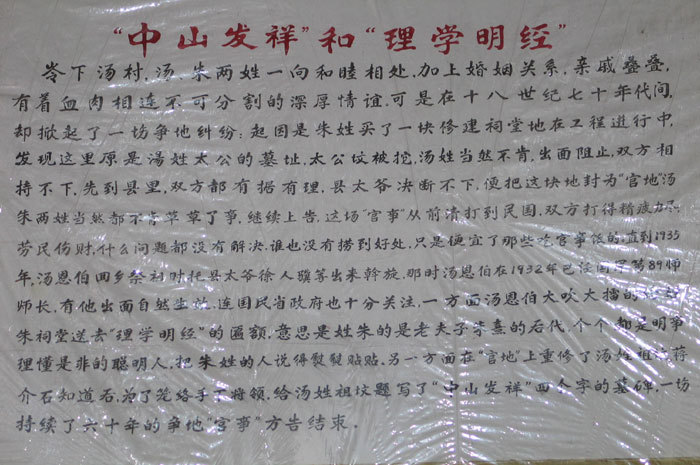 “中山发祥”和“理学明经”
岺下汤村，汤、朱两姓一向和睦相处，加上婚姻关系，亲戚叠叠，
有着血肉相连不可分割的深厚情谊。可是在十八世纪七十年代间，
却掀起了一场争地纠纷：起因是朱姓买了一块修建祠堂地在工程进行中，
发现这里原是湯姓太公的墓址，太公坟被挖，汤姓当然不肯，出面阻止，双方相
持不下，先到县里，双方都有据有理，县太爷决断不下，便把这块地封为“官地”汤
朱两姓当然都不肯草草了事，继续上告，这场“官事”从前清打到民国，双方打得精疲力尽，
劳民伤财，什么问题都没有解决，谁也没有捞到好处，只是便宜了那些吃官事饭的，直到1935
年，汤恩伯回乡祭祖时托县太爷徐人骥等出来斡旋，那时汤恩伯在1932年已任国军第89师
师长，有他出面自然生效，连国民省政府也十分关注，一方面汤恩伯大吹大擂的给
朱祠堂送去“理学明经”的匾额，意思是姓朱的是老夫子朱熹的后代，个个都是明事
理懂是非的聪明人，把朱姓的人说得熨熨贴贴，另一方面在“官地”上重修了汤姓祖坟，蒋
介石知道后，为了笼络手下将领，给汤姓祖坟题写了“中山发祥”四个字的墓碑，一场
持续了六十年的争地“官事”方告结束。